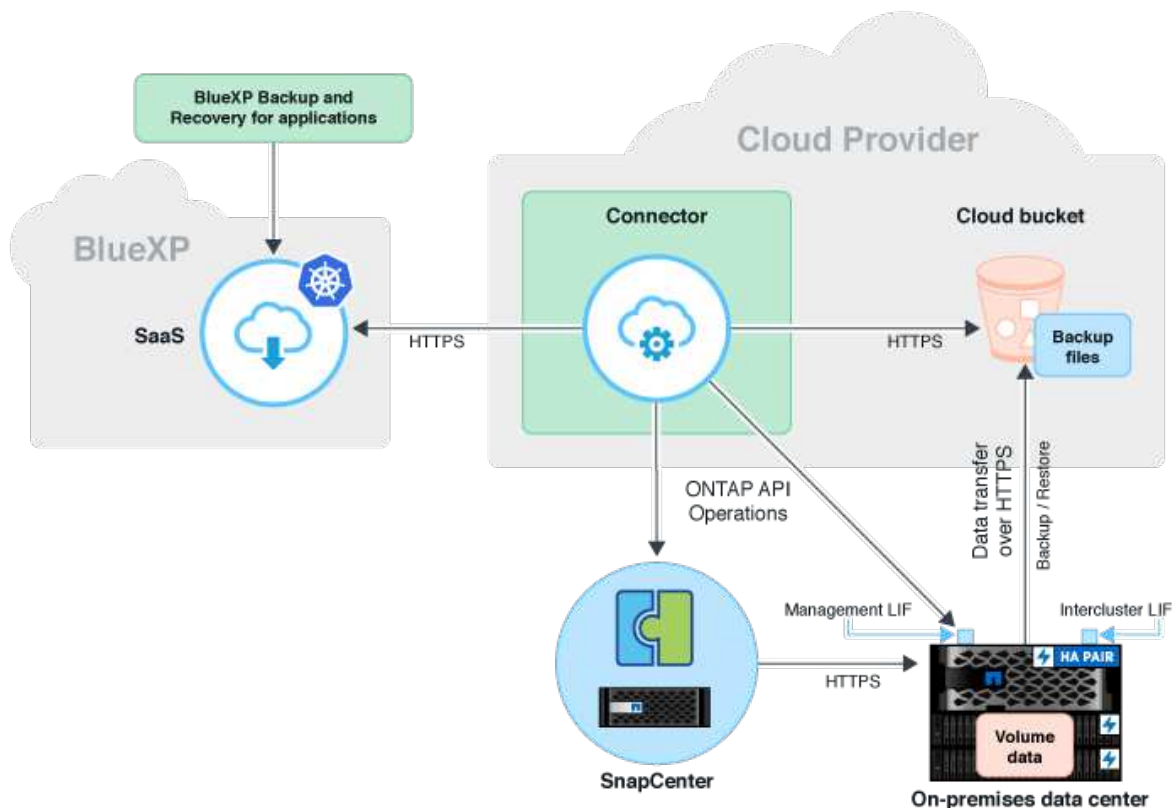 BlueXP Backup and
Recovery for applications
Cloud Provider
BlueXP
SaaS
Connector
Cloud bucket
HTTPS
HTTPS
Backup
files
ONTAP API
Operations
Data transfer
over HTTPS
Backup / Restore
Management LIF
Intercluster LIF
HA PAIR
HTTPS
Volume
data
SnapCenter
On-premises data center